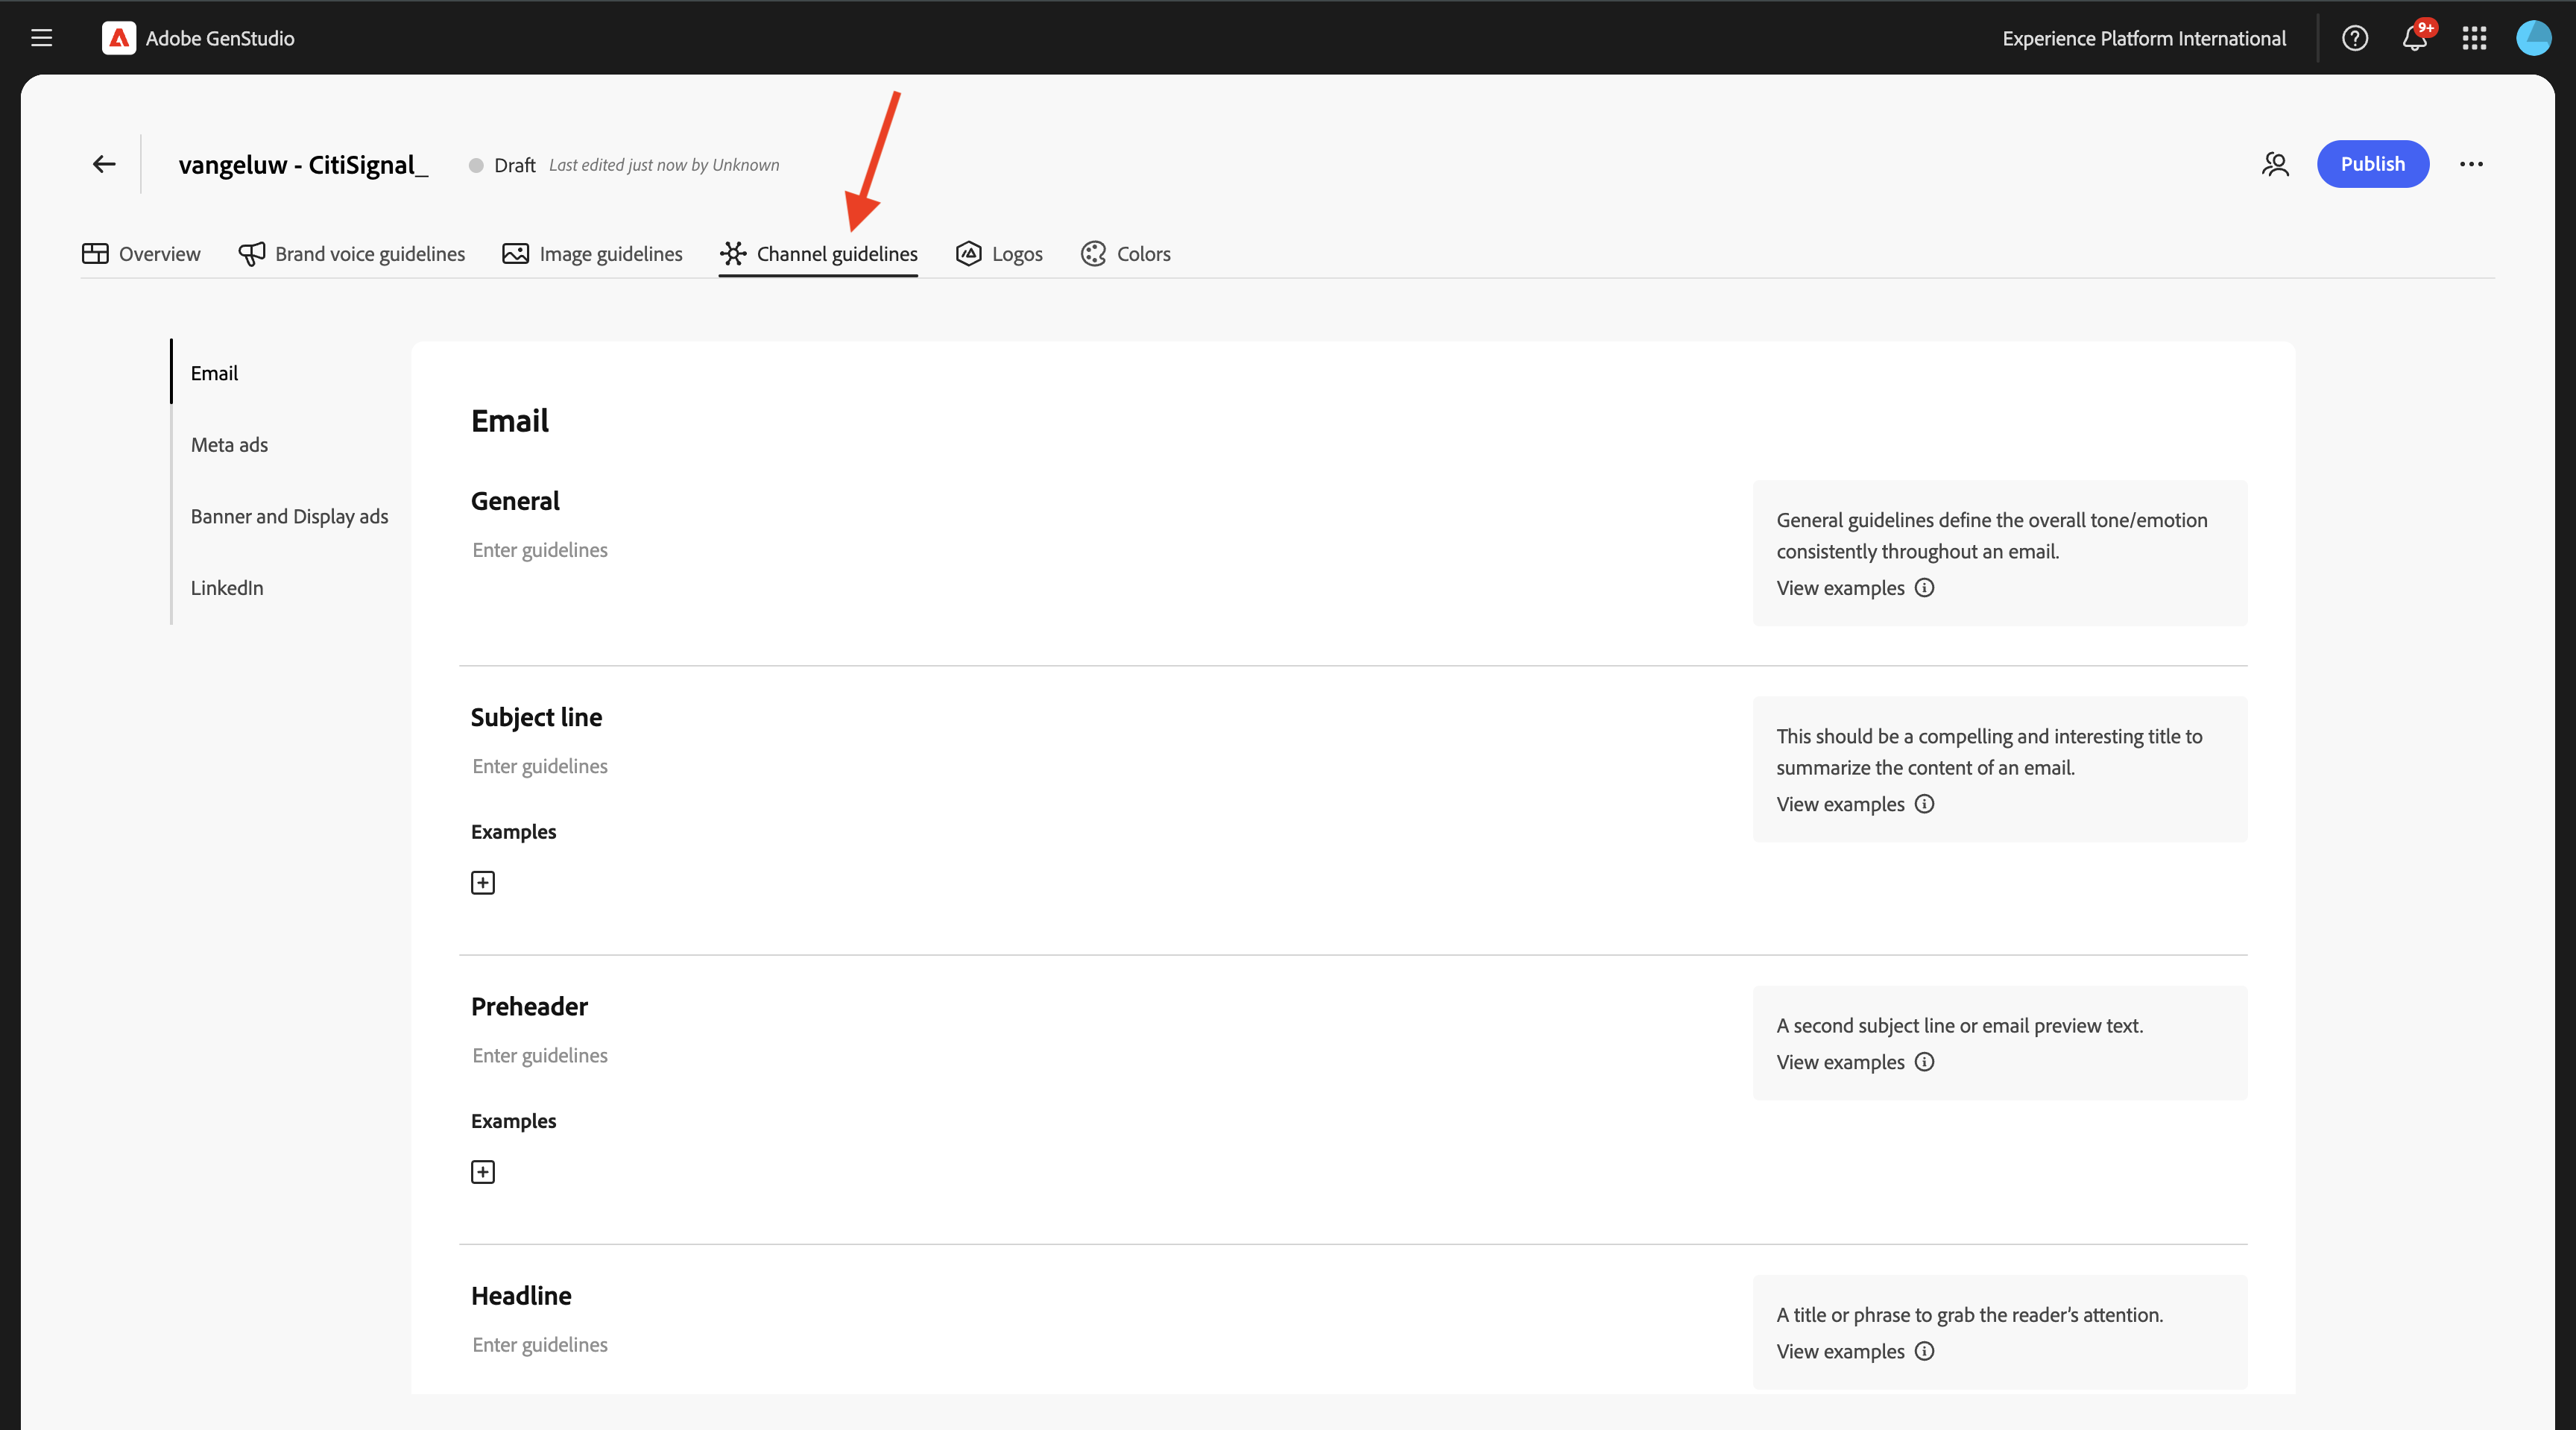 Adobe GenStudio
Experience Platform International
9+
vangeluw - CitiSignal_
Draft
Last edited just now by Unknown
Publish
Overview
Brand voice guidelines
Image guidelines
Channel guidelines
Logos
Colors
Email
Meta ads
Banner and Display ads
LinkedIn
Email
General
Enter guidelines
General guidelines define the overall tone/emotion
consistently throughout an email.
View examples
Subject line
Enter guidelines
Examples
This should be a compelling and interesting title to
summarize the content of an email.
View examples
Preheader
Enter guidelines
Examples
A second subject line or email preview text.
View examples
Headline
Enter guidelines
A title or phrase to grab the reader's attention.
View examples